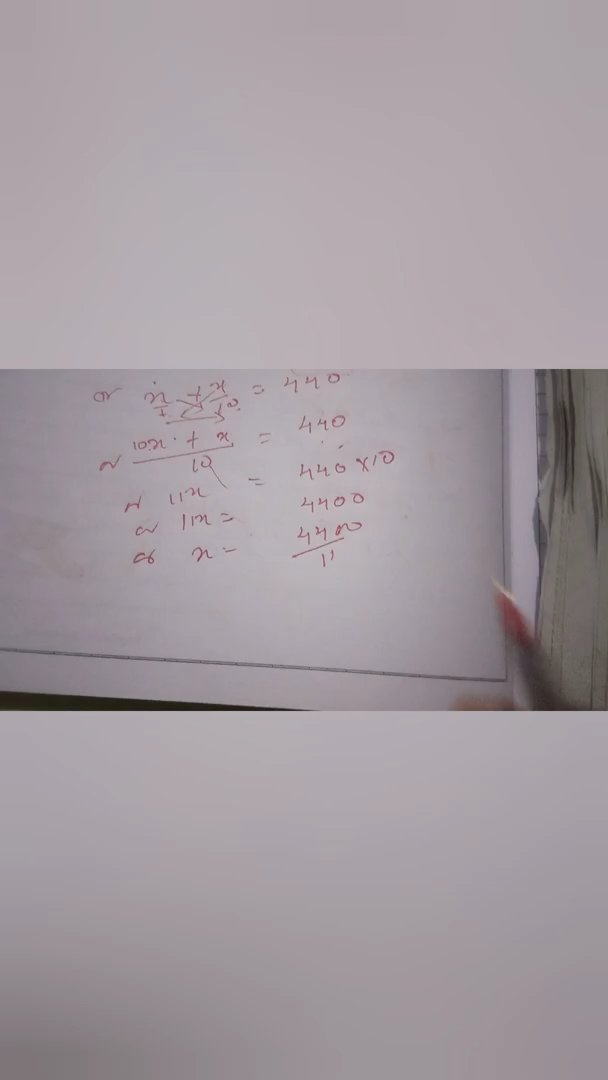 or x/1 + x/10 = 440
or 10x + x / 10 = 440
or 11x = 440 x 10
or 11x = 4400
or x = 4400/11